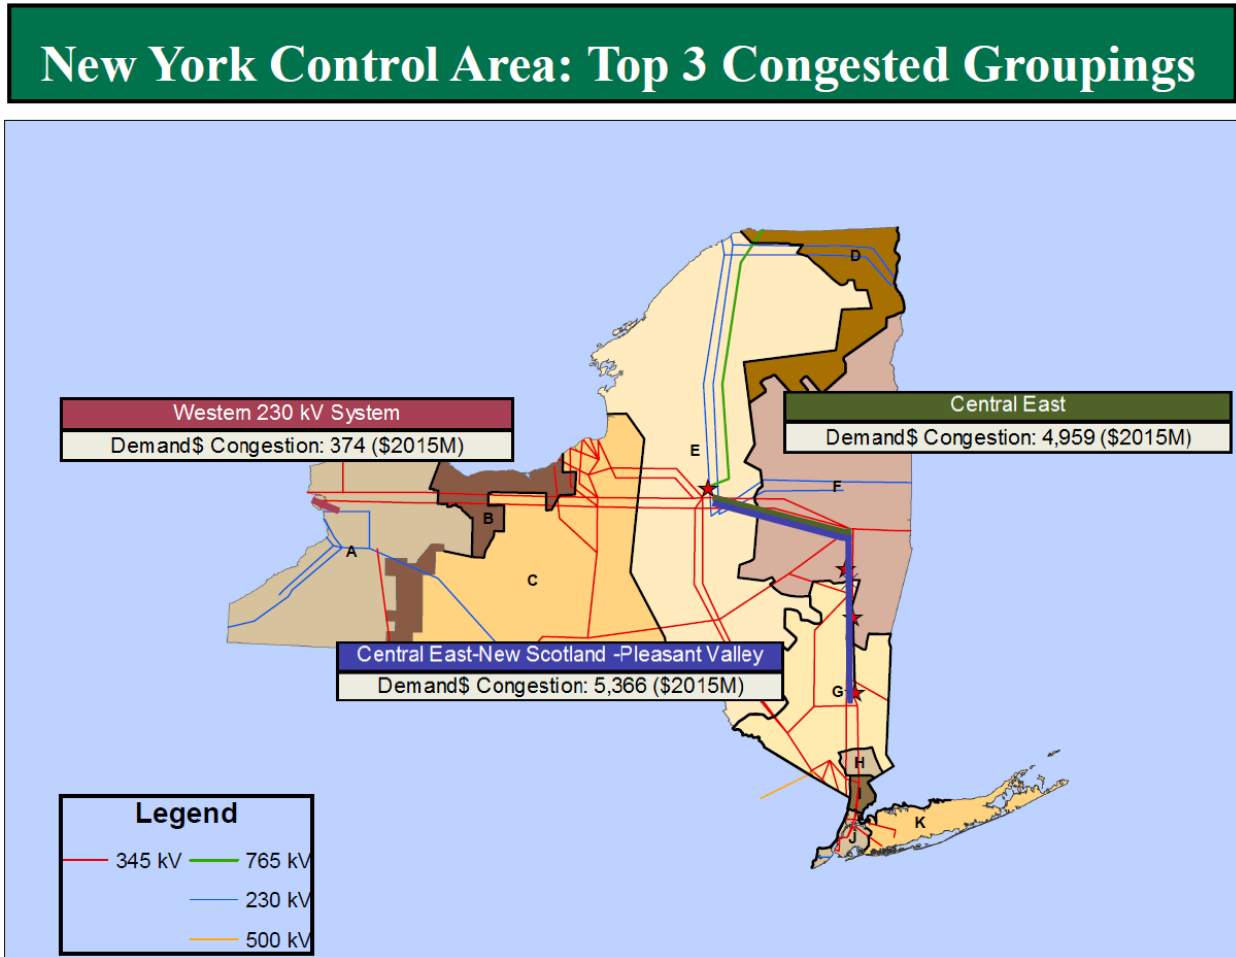 New York Control Area: Top 3 Congested Groupings
D
Western 230 kV System
Demand$ Congestion: 374 ($2015M)
Central East
Demand$ Congestion: 4,959 ($2015M)
E
F
B
A
C
Central East-New Scotland -Pleasant Valley
Demand$ Congestion: 5,366 ($2015M)
G
H
I
K
J
Legend
345 kV
765 kV
230 kV
500 kV